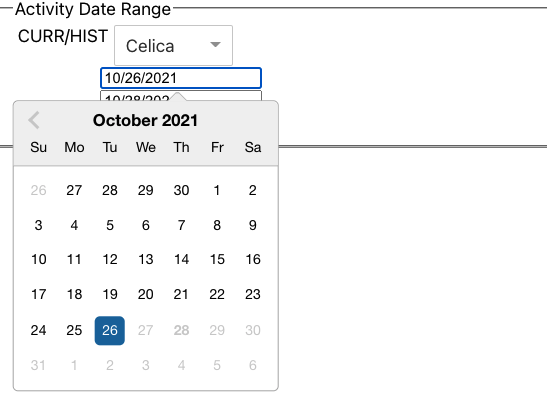 Activity Date Range
CURR/HIST Celica
10/26/2021
October 2021
Su Mo Tu We Th Fr Sa
26 27 28 29 30 1 2
3 4 5 6 7 8 9
10 11 12 13 14 15 16
17 18 19 20 21 22 23
24 25 26 27 28 29 30
31 1 2 3 4 5 6